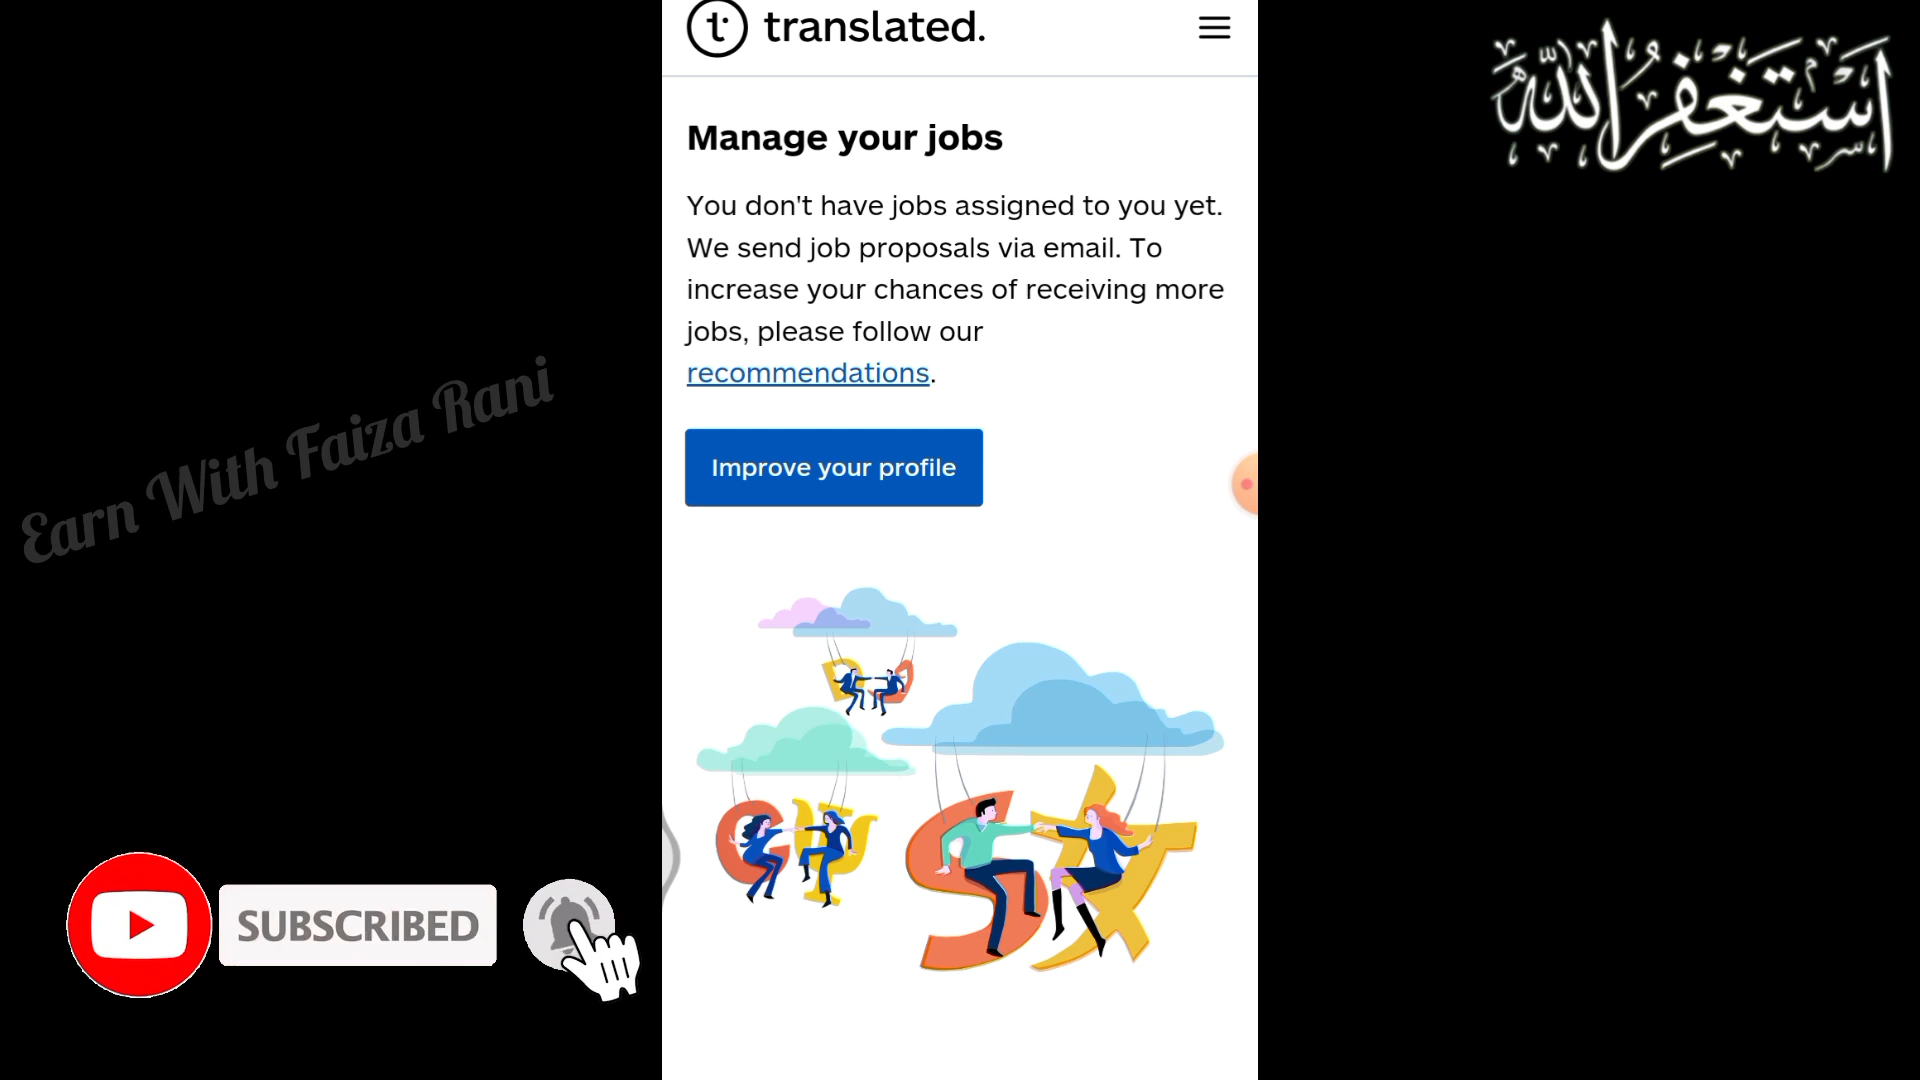 translated.
استغفر الله
Manage your jobs
You don't have jobs assigned to you yet.
We send job proposals via email. To
increase your chances of receiving more
jobs, please follow our
recommendations.
Improve your profile
Earn With Faiza Rani
SUBSCRIBED